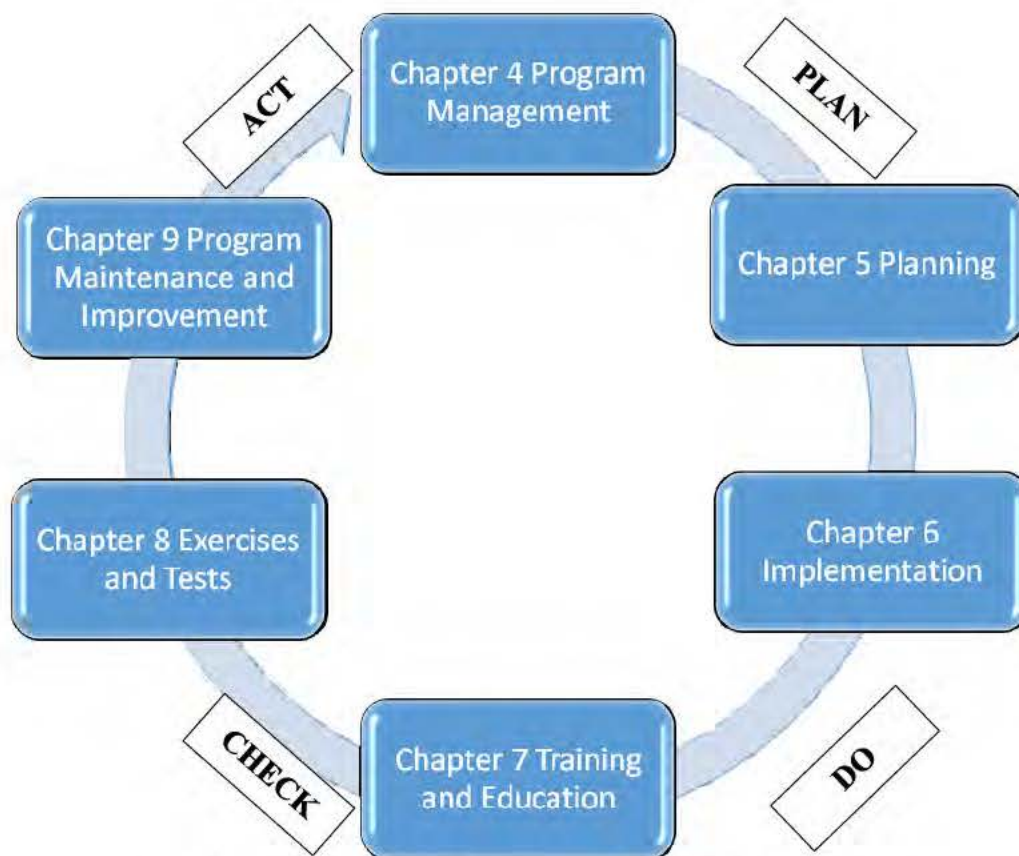 Chapter 4 Program
Management
PLAN
Chapter 5 Planning
Chapter 6
Implementation
DO
Chapter 7 Training
and Education
CHECK
Chapter 8 Exercises
and Tests
Chapter 9 Program
Maintenance and
Improvement
ACT